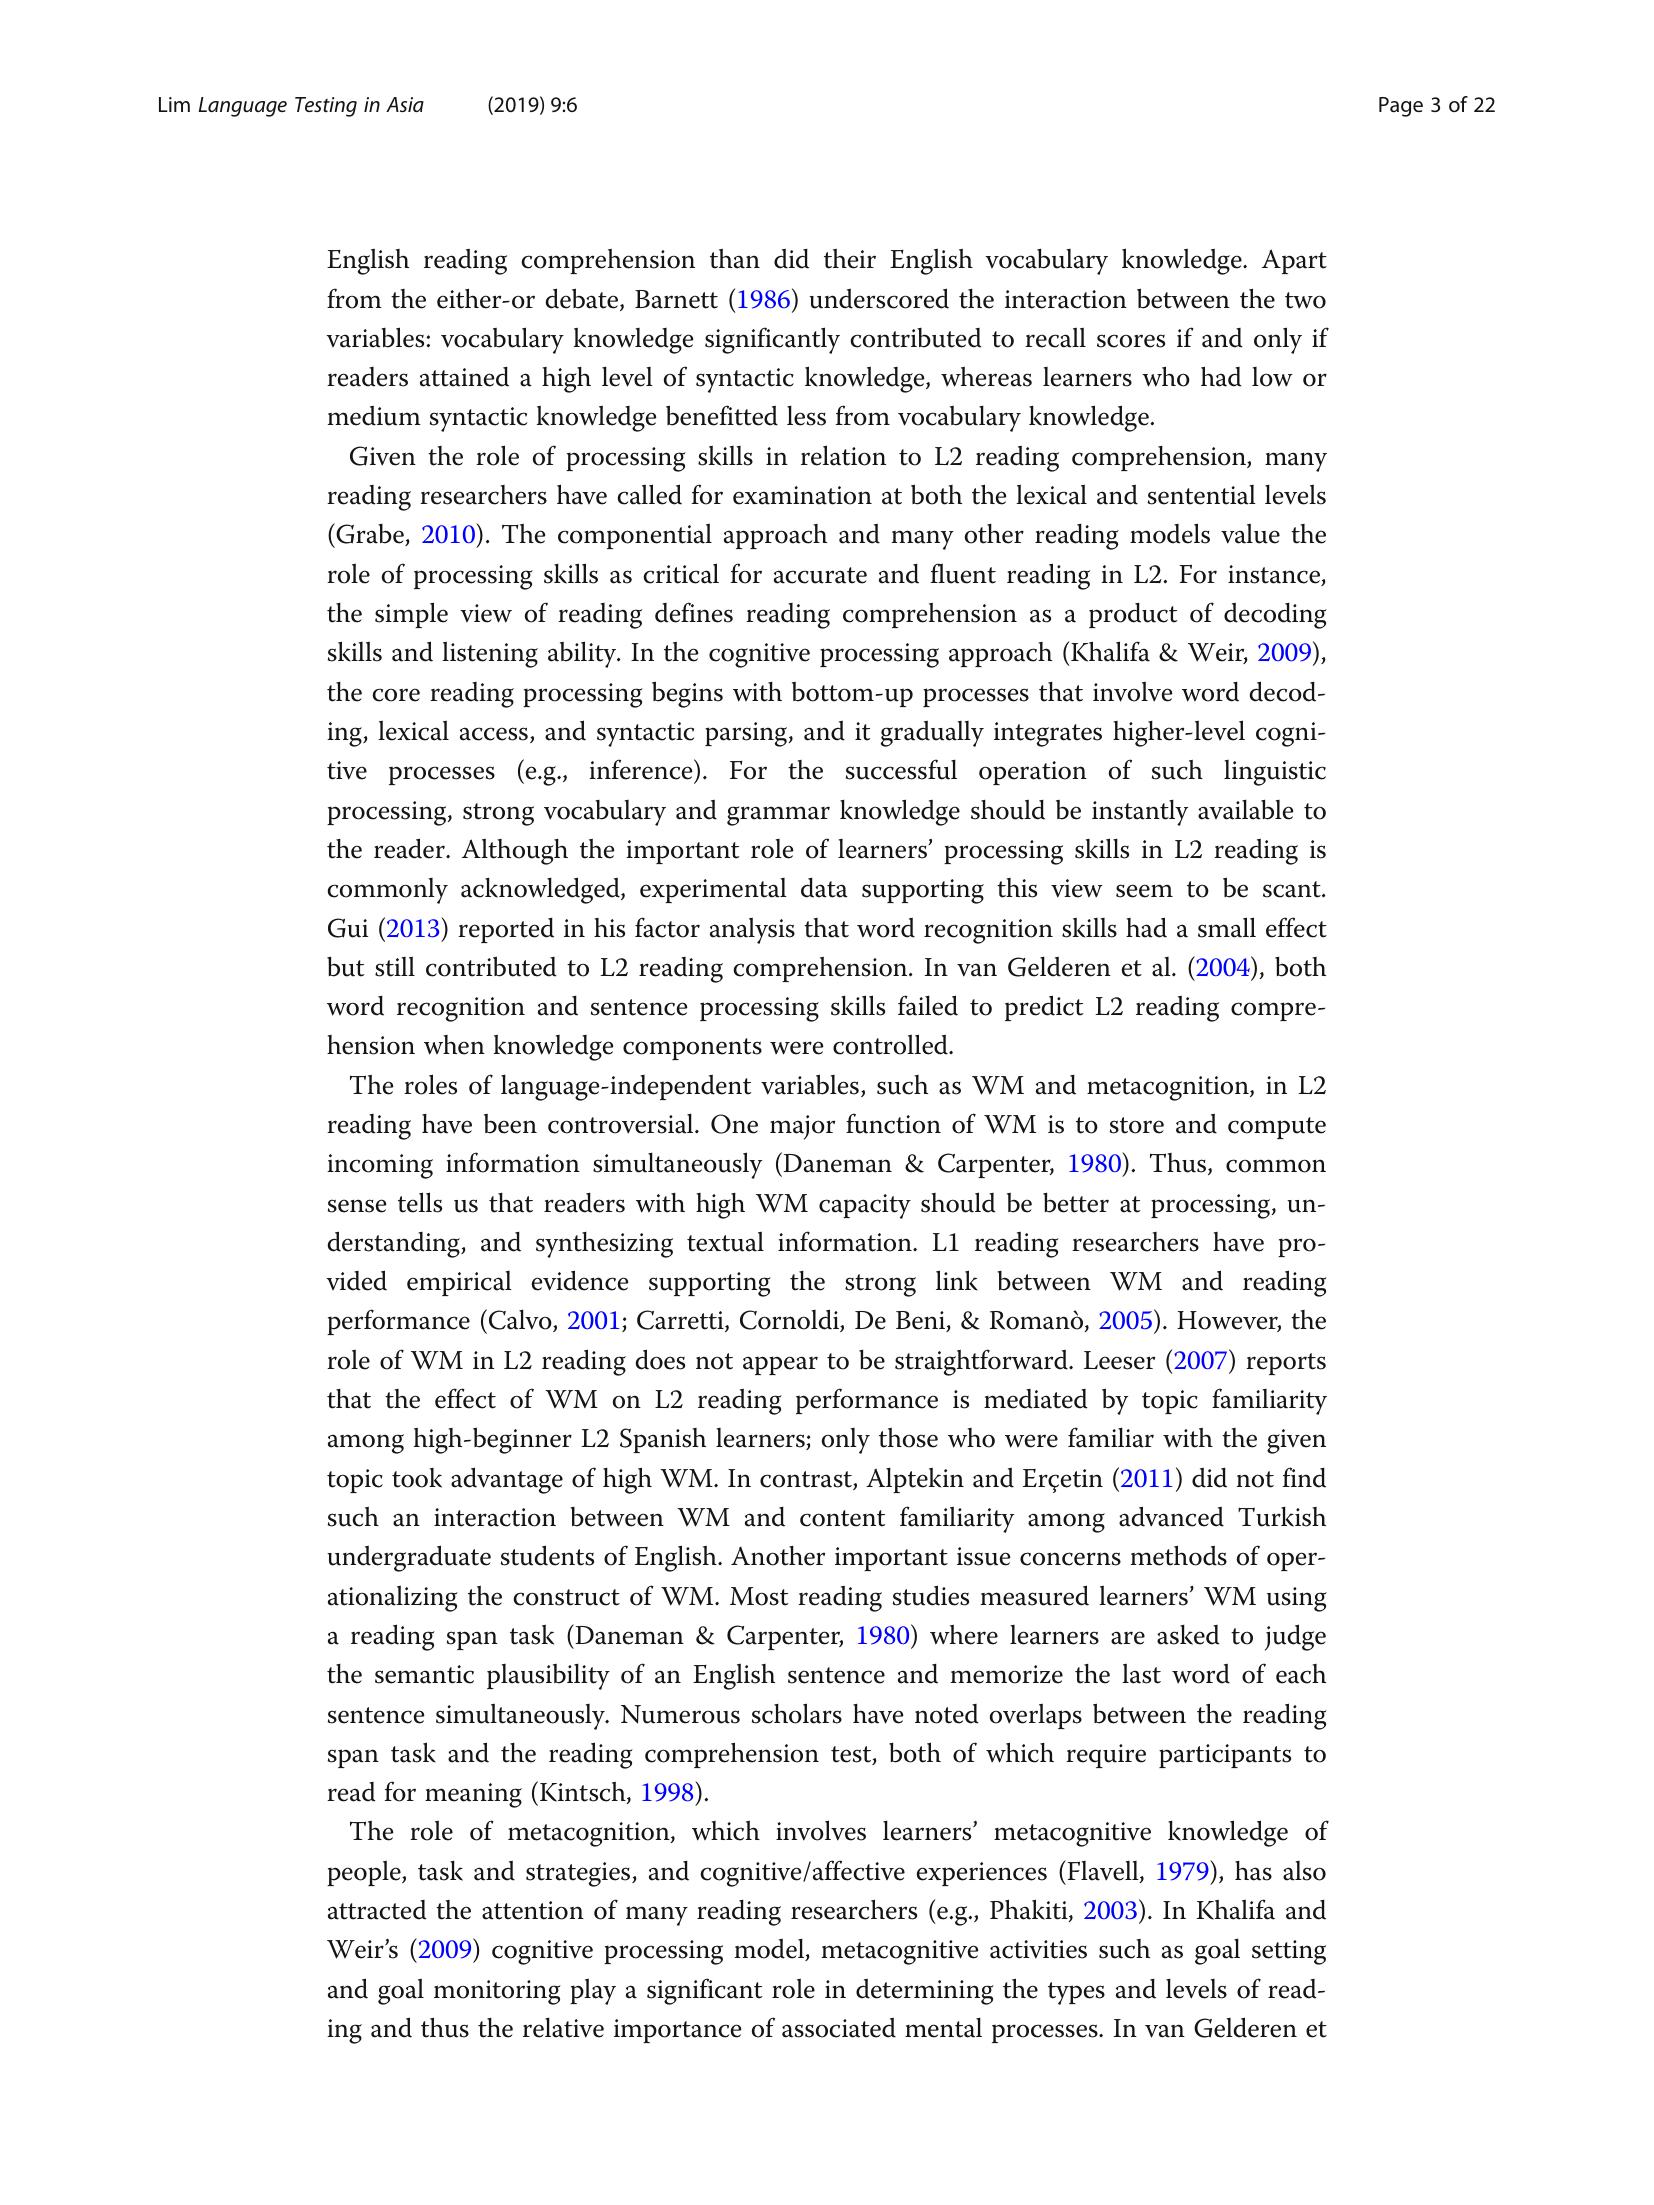 Lim Language Testing in Asia (2019) 9:6 Page 3 of 22
English reading comprehension than did their English vocabulary knowledge. Apart
from the either-or debate, Barnett (1986) underscored the interaction between the two
variables: vocabulary knowledge significantly contributed to recall scores if and only if
readers attained a high level of syntactic knowledge, whereas learners who had low or
medium syntactic knowledge benefitted less from vocabulary knowledge.
Given the role of processing skills in relation to L2 reading comprehension, many
reading researchers have called for examination at both the lexical and sentential levels
(Grabe, 2010). The componential approach and many other reading models value the
role of processing skills as critical for accurate and fluent reading in L2. For instance,
the simple view of reading defines reading comprehension as a product of decoding
skills and listening ability. In the cognitive processing approach (Khalifa & Weir, 2009),
the core reading processing begins with bottom-up processes that involve word decod-
ing, lexical access, and syntactic parsing, and it gradually integrates higher-level cogni-
tive processes (e.g., inference). For the successful operation of such linguistic
processing, strong vocabulary and grammar knowledge should be instantly available to
the reader. Although the important role of learners’ processing skills in L2 reading is
commonly acknowledged, experimental data supporting this view seem to be scant.
Gui (2013) reported in his factor analysis that word recognition skills had a small effect
but still contributed to L2 reading comprehension. In van Gelderen et al. (2004), both
word recognition and sentence processing skills failed to predict L2 reading compre-
hension when knowledge components were controlled.
The roles of language-independent variables, such as WM and metacognition, in L2
reading have been controversial. One major function of WM is to store and compute
incoming information simultaneously (Daneman & Carpenter, 1980). Thus, common
sense tells us that readers with high WM capacity should be better at processing, un-
derstanding, and synthesizing textual information. L1 reading researchers have pro-
vided empirical evidence supporting the strong link between WM and reading
performance (Calvo, 2001; Carretti, Cornoldi, De Beni, & Romanò, 2005). However, the
role of WM in L2 reading does not appear to be straightforward. Leeser (2007) reports
that the effect of WM on L2 reading performance is mediated by topic familiarity
among high-beginner L2 Spanish learners; only those who were familiar with the given
topic took advantage of high WM. In contrast, Alptekin and Erçetin (2011) did not find
such an interaction between WM and content familiarity among advanced Turkish
undergraduate students of English. Another important issue concerns methods of oper-
ationalizing the construct of WM. Most reading studies measured learners’ WM using
a reading span task (Daneman & Carpenter, 1980) where learners are asked to judge
the semantic plausibility of an English sentence and memorize the last word of each
sentence simultaneously. Numerous scholars have noted overlaps between the reading
span task and the reading comprehension test, both of which require participants to
read for meaning (Kintsch, 1998).
The role of metacognition, which involves learners’ metacognitive knowledge of
people, task and strategies, and cognitive/affective experiences (Flavell, 1979), has also
attracted the attention of many reading researchers (e.g., Phakiti, 2003). In Khalifa and
Weir’s (2009) cognitive processing model, metacognitive activities such as goal setting
and goal monitoring play a significant role in determining the types and levels of read-
ing and thus the relative importance of associated mental processes. In van Gelderen et